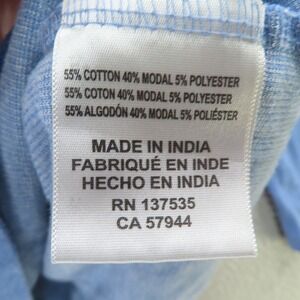 55% COTTON 40% MODAL 5% POLYESTER
55% COTON 40% MODAL 5% POLYESTER
55% ALGODÓN 40% MODAL 5% POLIÉSTER
MADE IN INDIA
FABRIQUÉ EN INDE
HECHO EN INDIA
RN 137535
CA 57944